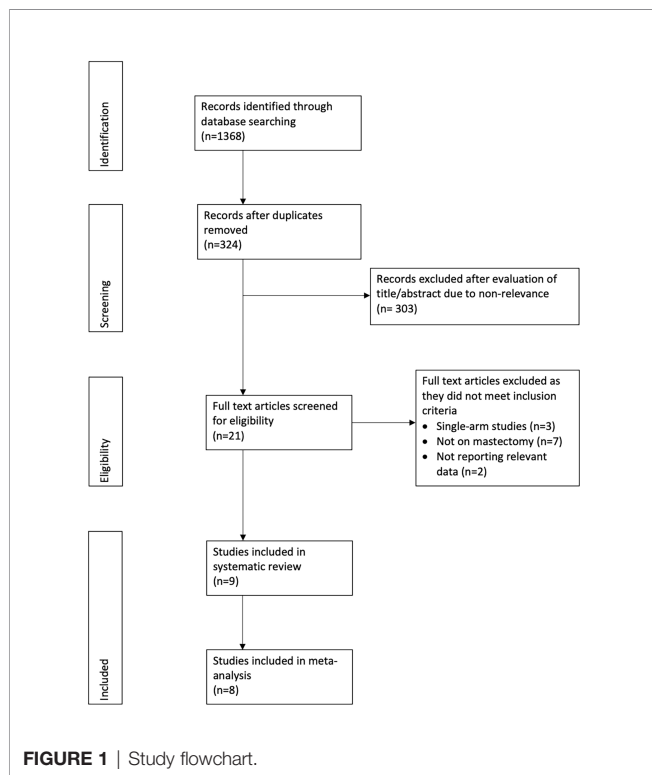 Identification
Records identified through
database searching
(n=1368)
Screening
Records after duplicates
removed
(n=324)
Records excluded after evaluation of
title/abstract due to non-relevance
(n= 303)
Eligibility
Full text articles screened
for eligibility
(n=21)
Full text articles excluded as
they did not meet inclusion
criteria
• Single-arm studies (n=3)
• Not on mastectomy (n=7)
• Not reporting relevant
data (n=2)
Included
Studies included in
systematic review
(n=9)
Studies included in meta-
analysis
(n=8)
FIGURE 1 | Study flowchart.